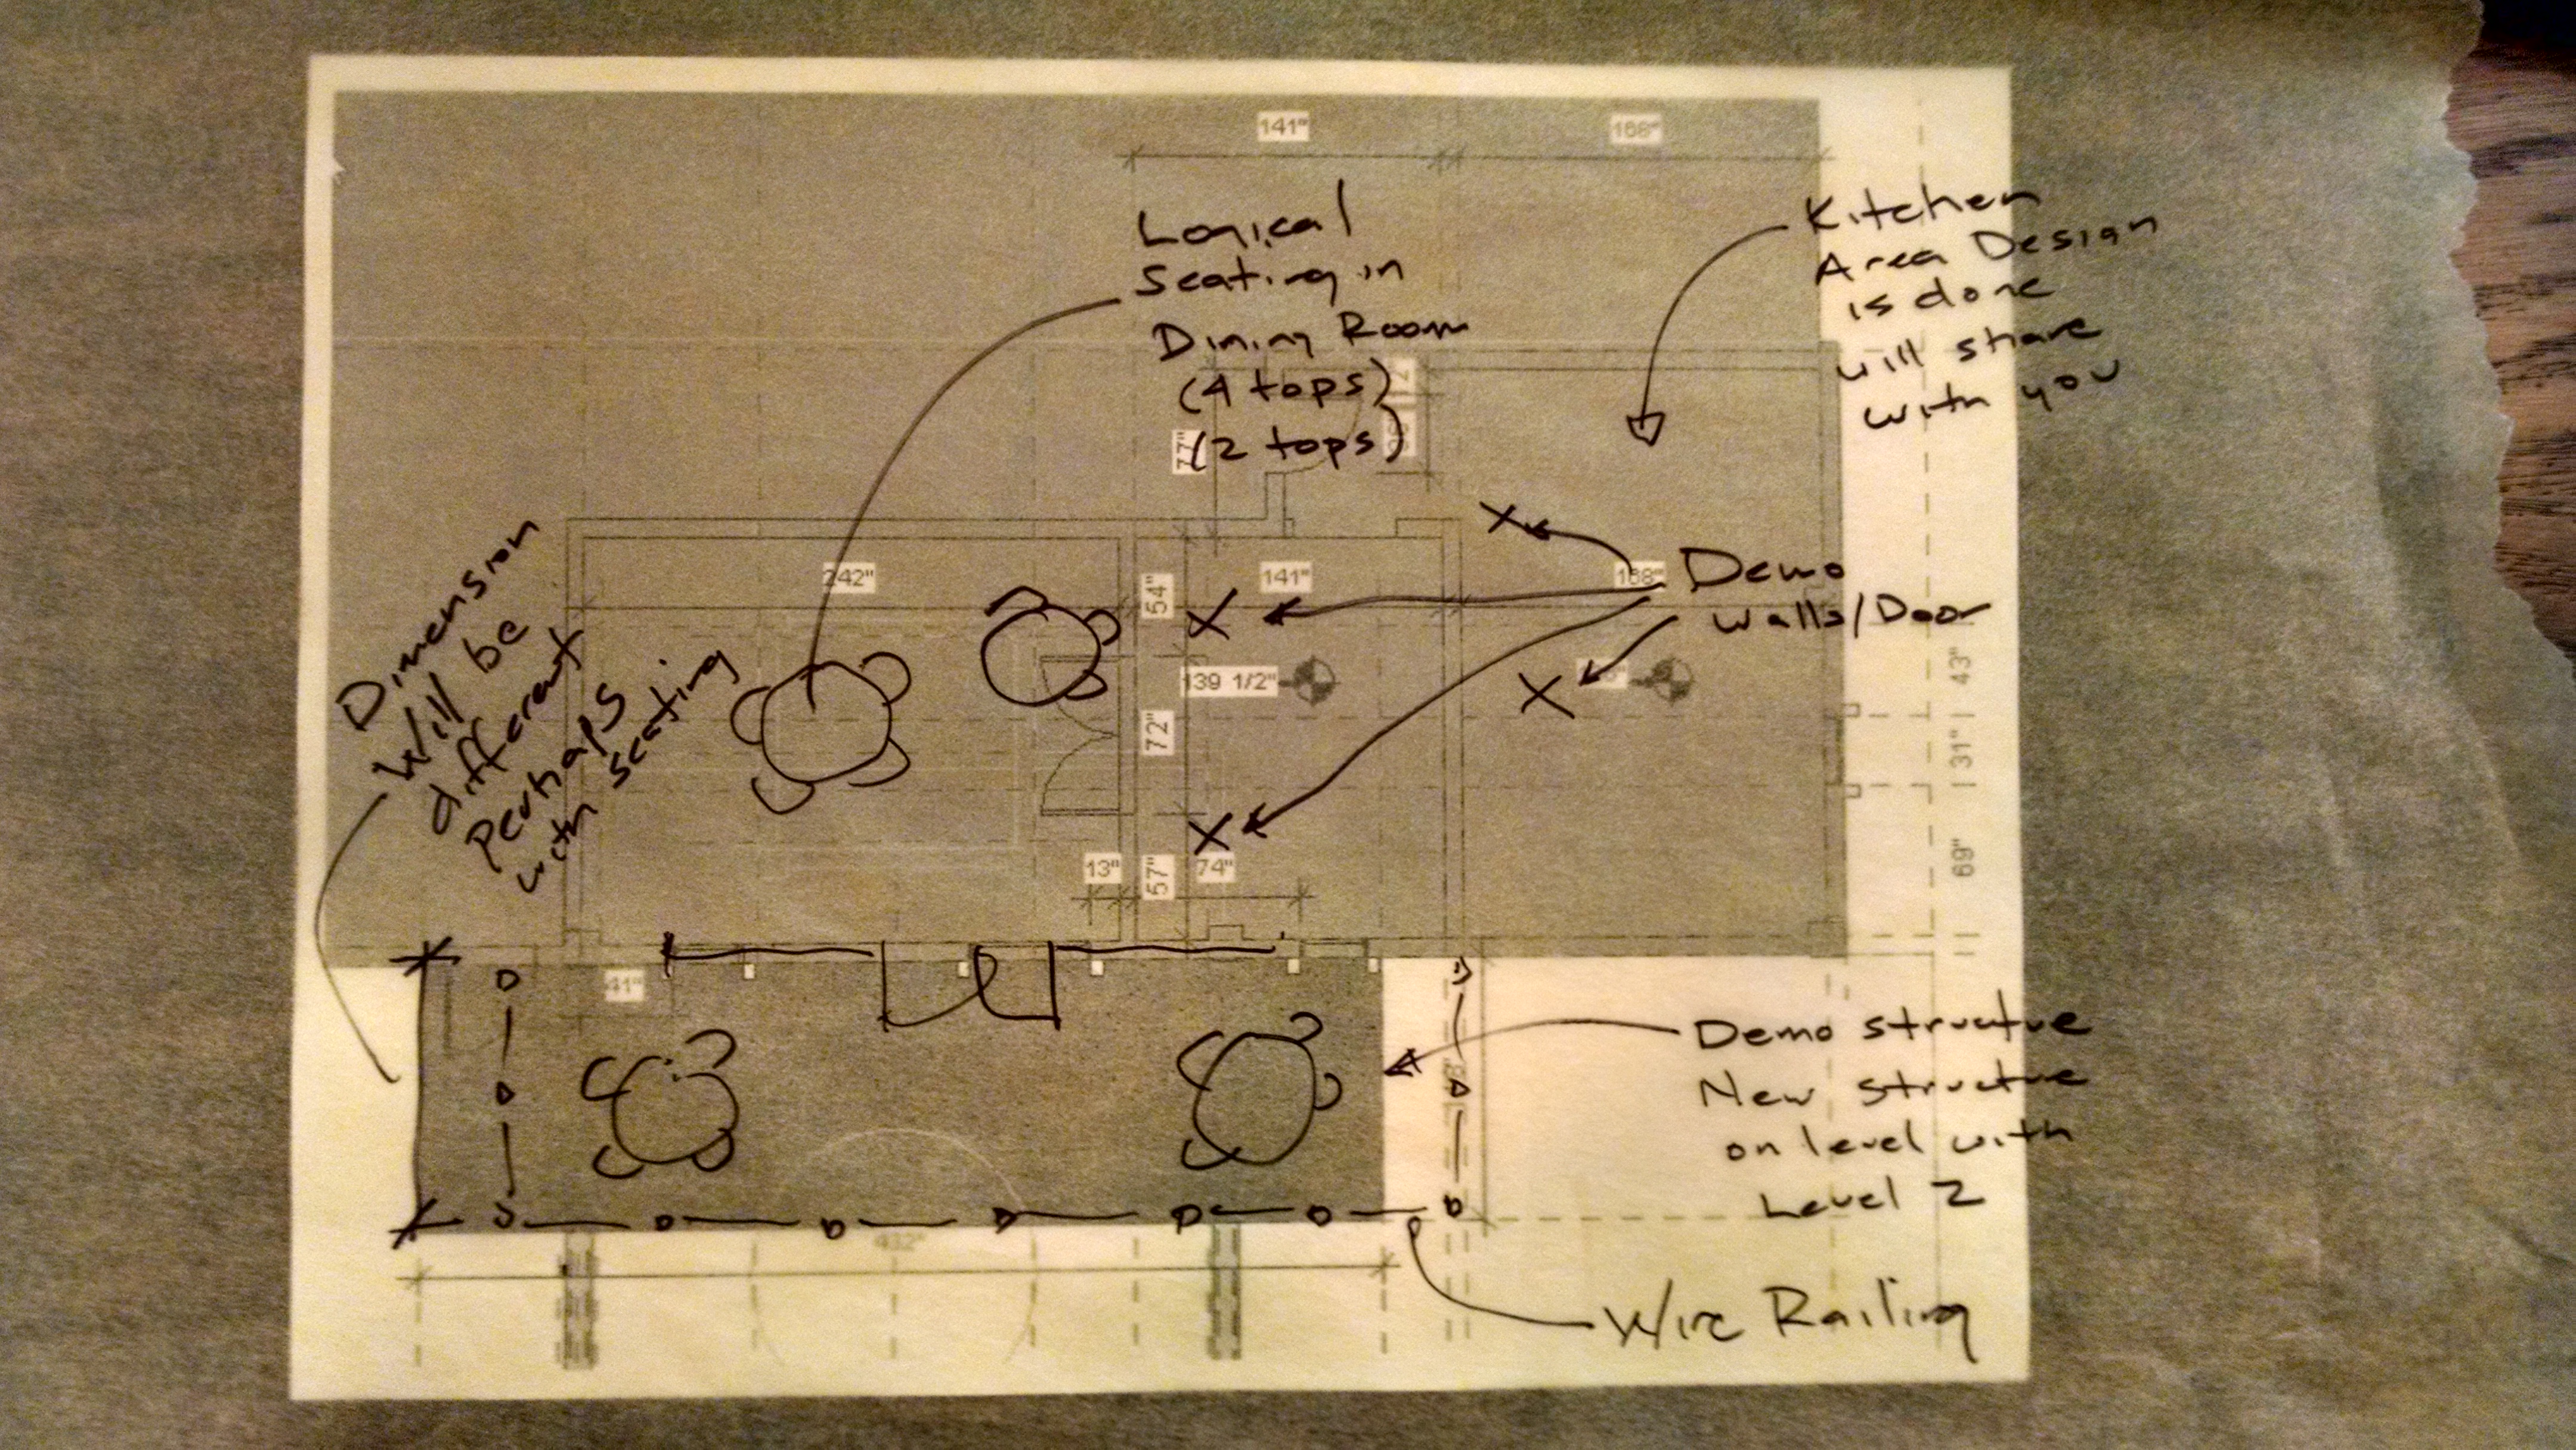 141"
168"
Logical
Seating in
Dining Room
(4 tops)
(2 tops)
77"
Kitchen
Area Design
is done
will share
with you
Dimension
Will be
different
perhaps
with seating
242"
54"
141"
168"
Demo
Walls/Door
139 1/2"
72"
43"
31"
69"
13"
57"
74"
41"
Demo structure
New structure
on level with
Level 2
432"
Wire Railing